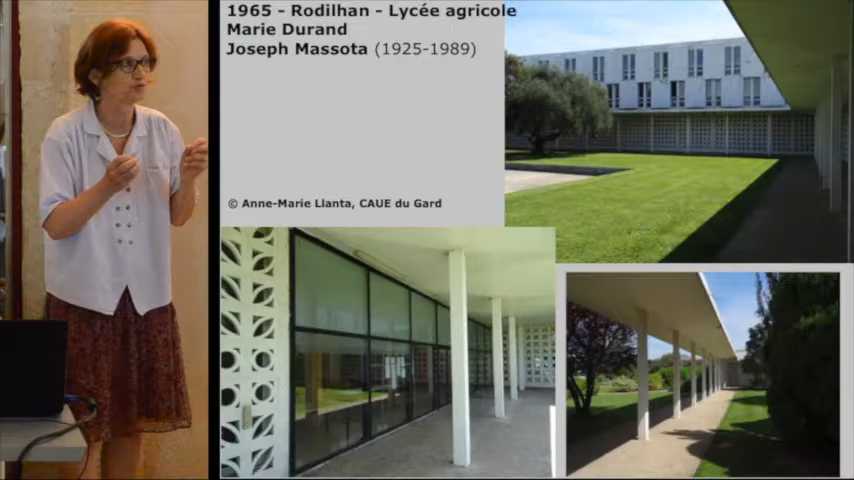 1965 - Rodilhan - Lycée agricole
Marie Durand
Joseph Massota (1925-1989)
© Anne-Marie Llanta, CAUE du Gard